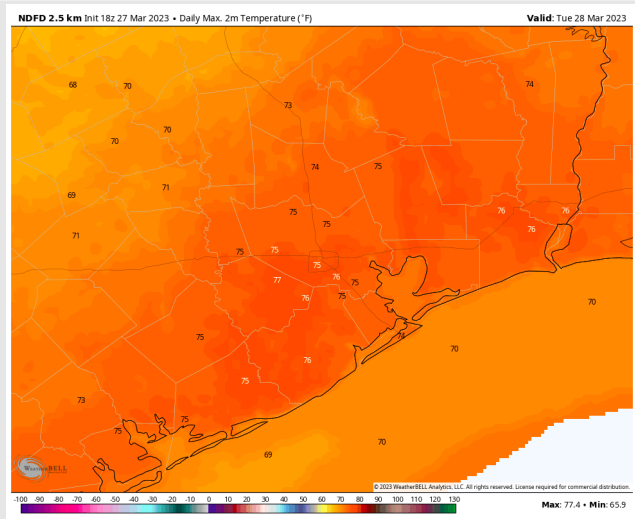 NDFD 2.5 km Init 18z 27 Mar 2023 • Daily Max. 2m Temperature (°F) Valid: Tue 28 Mar 2023
68 70 74
73
70
70
74 75
71
69
75 76 76
75 76
71
75 75
75
77 76 75
76 75
70
75 74
70
76
75
73
75
75
70
69
WeatherBELL
© 2023 WeatherBELL Analytics, LLC. All rights reserved. License required for commercial distribution.
-100 -90 -80 -70 -60 -50 -40 -30 -20 -10 0 10 20 30 40 50 60 70 80 90 100 110 120 130
Max: 77.4 • Min: 65.9